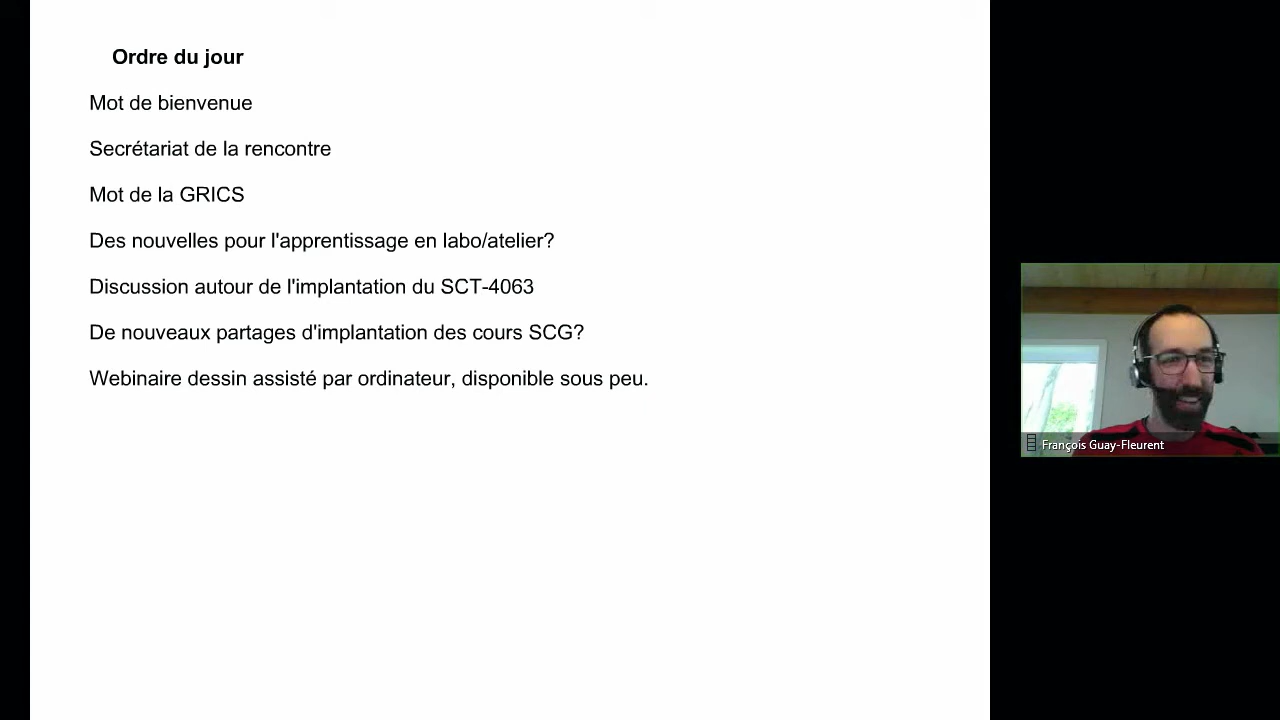 Ordre du jour
Mot de bienvenue
Secrétariat de la rencontre
Mot de la GRICS
Des nouvelles pour l'apprentissage en labo/atelier?
Discussion autour de l'implantation du SCT-4063
De nouveaux partages d'implantation des cours SCG?
Webinaire dessin assisté par ordinateur, disponible sous peu.
François Guay-Fleurent